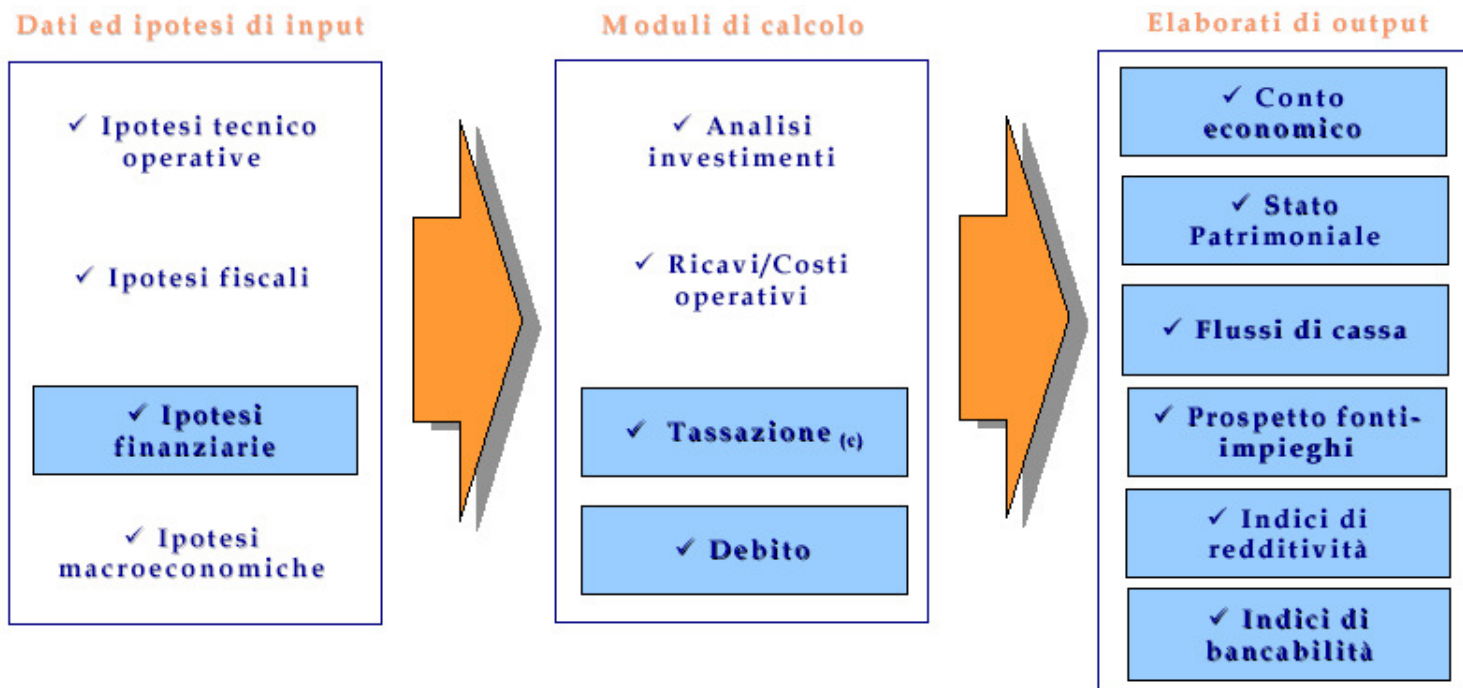 Dati ed ipotesi di input
✓ Ipotesi tecnico
operative
✓ Ipotesi fiscali
✓ Ipotesi
finanziarie
✓ Ipotesi
macroeconomiche
Moduli di calcolo
✓ Analisi
investimenti
✓ Ricavi/Costi
operativi
✓ Tassazione (c)
✓ Debito
Elaborati di output
✓ Conto
economico
✓ Stato
Patrimoniale
✓ Flussi di cassa
✓ Prospetto fonti-
impieghi
✓ Indici di
redditività
✓ Indici di
bancabilità